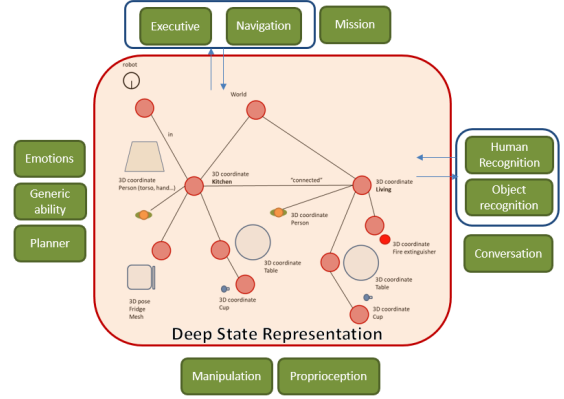 Executive
Navigation
Mission
robot
World
in
Human
Recognition
Object
recognition
Emotions
Generic
ability
Planner
3D coordinate
Person (torso, hand...)
3D coordinate
Kitchen
"connected"
3D coordinate
Living
3D coordinate
Person
3D coordinate
Fire extinguisher
Conversation
3D coordinate
Table
3D coordinate
Table
3D pose
Fridge
Mesh
3D coordinate
Cup
3D coordinate
Cup
Deep State Representation
Manipulation
Proprioception